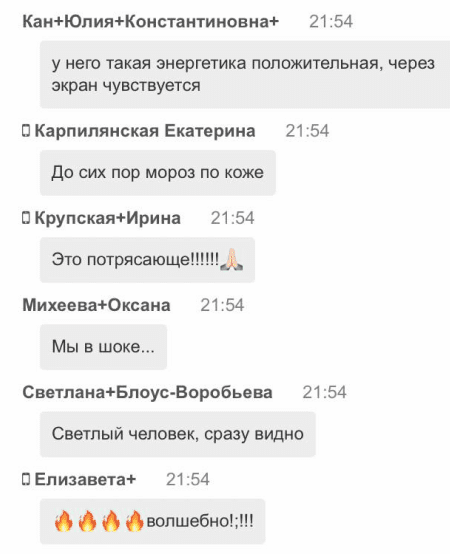 Кан+Юлия+Константиновна+ 21:54
у него такая энергетика положительная, через
экран чувствуется
Карпилянская Екатерина 21:54
До сих пор мороз по коже
Крупская+Ирина 21:54
Это потрясающе!!!!!!🙏🏻
Михеева+Оксана 21:54
Мы в шоке...
Светлана+Блоус-Воробьева 21:54
Светлый человек, сразу видно
Елизавета+ 21:54
🔥🔥🔥🔥волшебно!;!!!